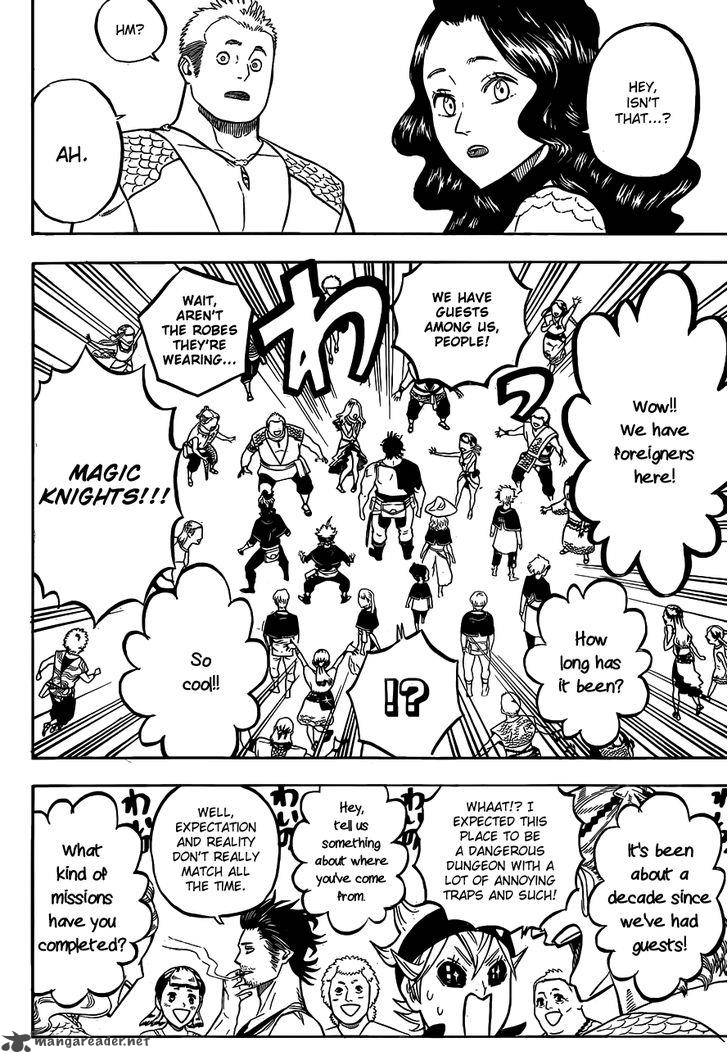 HEY,
ISN'T
THAT...?
HM?
AH.
Wow!!
We have
foreigners
here!
WE HAVE
GUESTS
AMONG US,
PEOPLE!
わっ
WAIT,
AREN'T
THE ROBES
THEY'RE
WEARING...
MAGIC
KNIGHTS!!!
How
long has
it been?
!?
So
cool!!
It's been
about a
decade since
we've had
guests!
WHAAT!? I
EXPECTED THIS
PLACE TO BE
A DANGEROUS
DUNGEON WITH A
LOT OF ANNOYING
TRAPS AND SUCH!
Hey,
tell us
something
about where
you've come
from.
WELL,
EXPECTATION
AND REALITY
DON'T REALLY
MATCH ALL
THE TIME.
What
kind of
missions
have you
completed?
mangareader.net